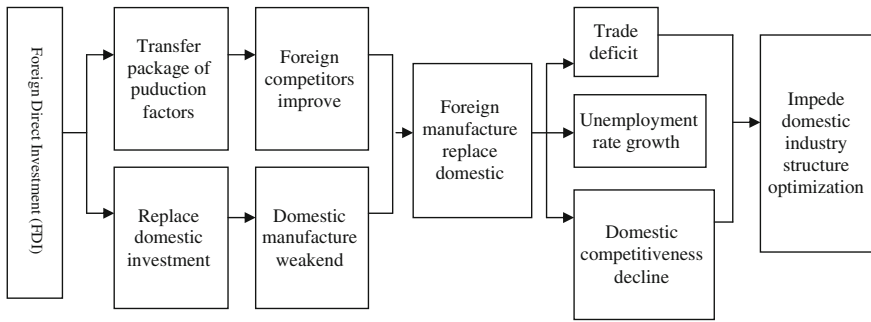 Foreign Direct Investment (FDI)
Transfer
package of
puduction
factors
Foreign
competitors
improve
Replace
domestic
investment
Domestic
manufacture
weakend
Foreign
manufacture
replace
domestic
Trade
deficit
Unemployment
rate growth
Domestic
competitiveness
decline
Impede
domestic
industry
structure
optimization